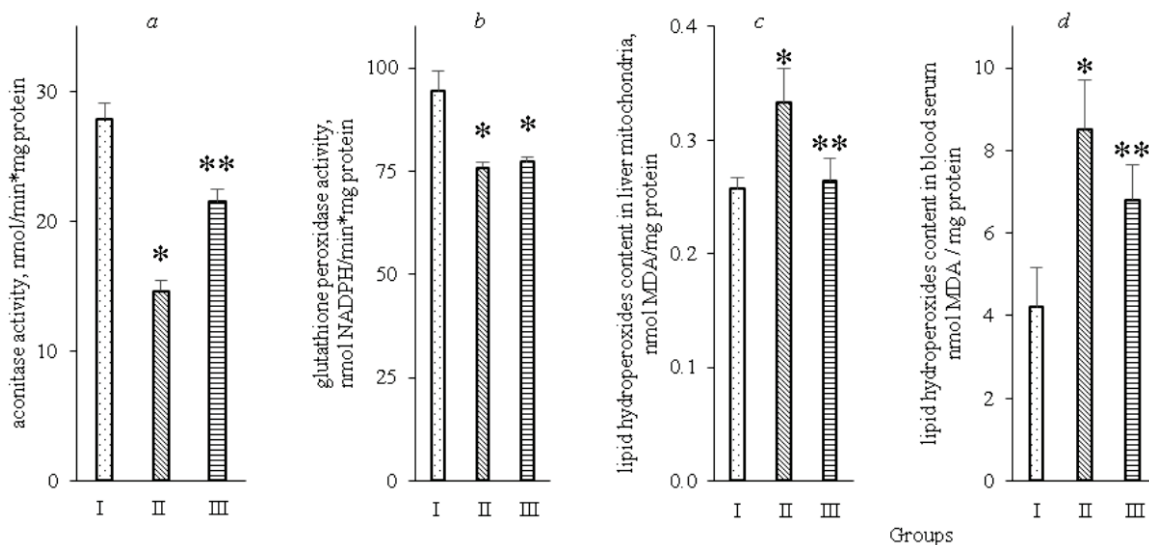 a
aconitase activity, nmol/min*mg protein
30
20
10
0
*
**
I
II
III
b
glutathione peroxidase activity,
nmol NADPH/min*mg protein
100
75
50
25
0
*
*
I
II
III
c
lipid hydroperoxides content in liver mitochondria,
nmol MDA/mg protein
0.4
0.3
0.2
0.1
0.0
*
**
I
II
III
d
lipid hydroperoxides content in blood serum
nmol MDA / mg protein
10
8
6
4
2
0
*
**
I
II
III
Groups